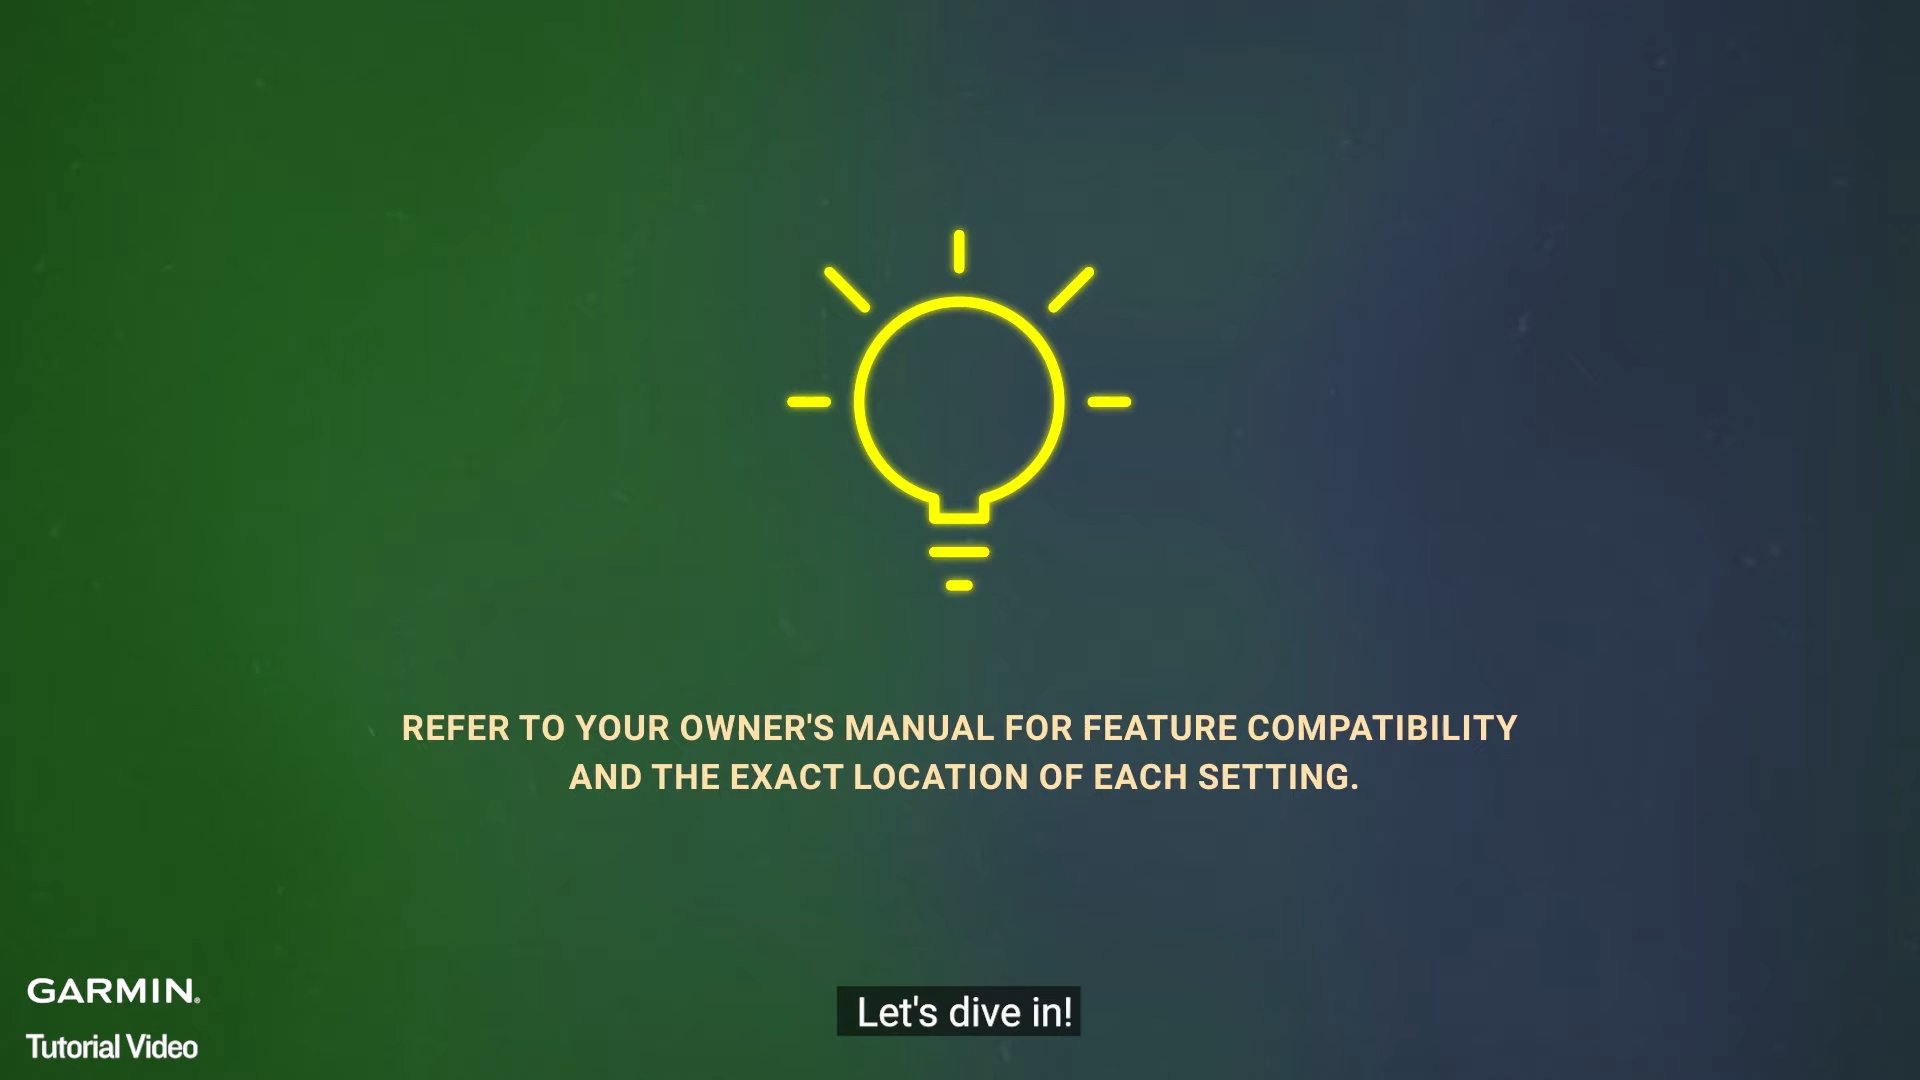 REFER TO YOUR OWNER'S MANUAL FOR FEATURE COMPATIBILITY
AND THE EXACT LOCATION OF EACH SETTING.
GARMIN®
Tutorial Video
Let's dive in!